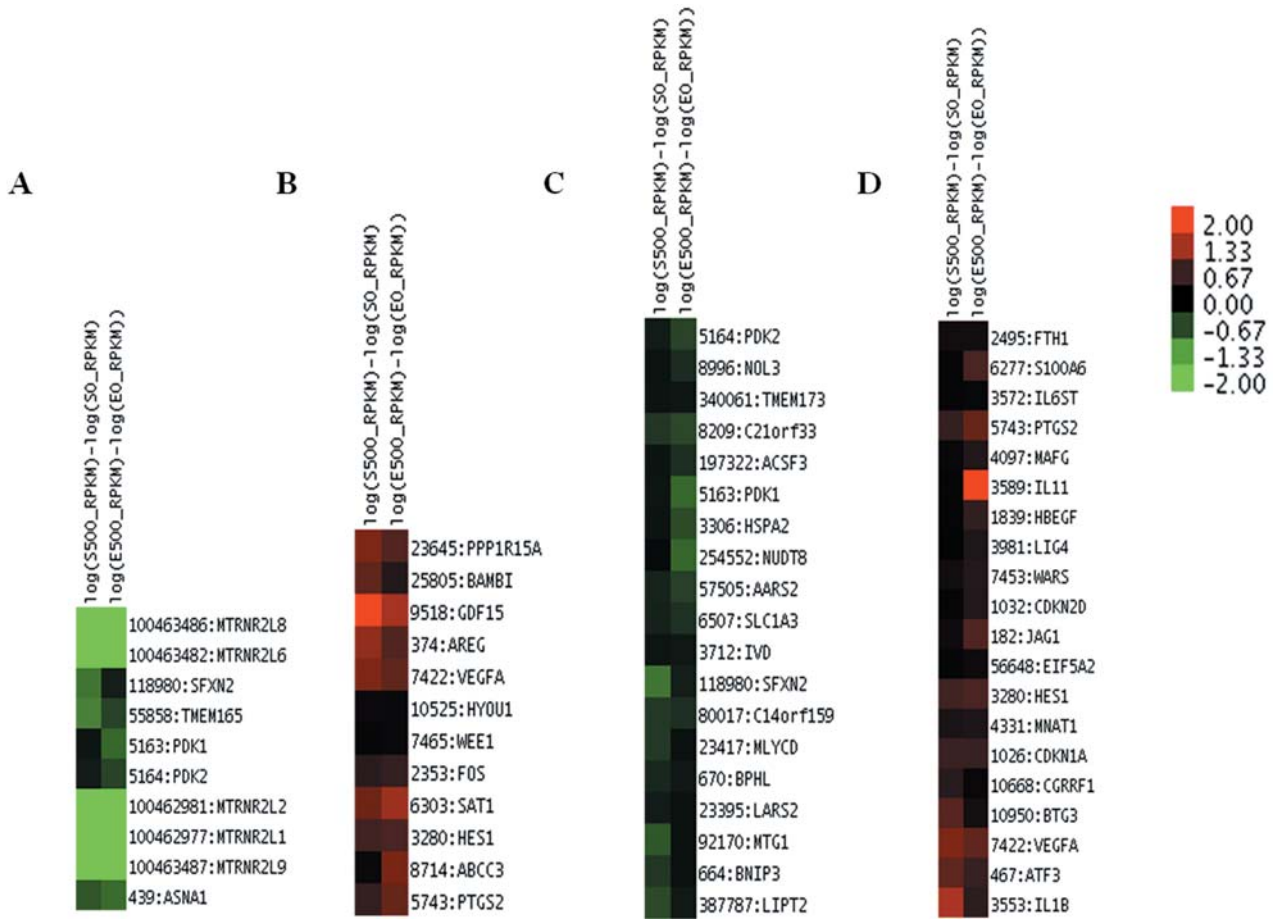 A
B
C
D
log(S500_RPKM)-log(SO_RPKM)
log(E500_RPKM)-log(EO_RPKM))
100463486:MTRNR2L8
100463482:MTRNR2L6
118980:SFXN2
55858:TMEM165
5163:PDK1
5164:PDK2
100462981:MTRNR2L2
100462977:MTRNR2L1
100463487:MTRNR2L9
439:ASNA1
log(S500_RPKM)-log(SO_RPKM)
log(E500_RPKM)-log(EO_RPKM))
23645:PPP1R15A
25805:BAMBI
9518:GDF15
374:AREG
7422:VEGFA
10525:HYOU1
7465:WEE1
2353:FOS
6303:SAT1
3280:HES1
8714:ABCC3
5743:PTGS2
log(S500_RPKM)-log(SO_RPKM)
log(E500_RPKM)-log(EO_RPKM))
5164:PDK2
8996:NOL3
340061:TMEM173
8209:C21orf33
197322:ACSF3
5163:PDK1
3306:HSPA2
254552:NUDT8
57505:AARS2
6507:SLC1A3
3712:IVD
118980:SFXN2
80017:C14orf159
23417:MLYCD
670:BPHL
23395:LARS2
92170:MTG1
664:BNIP3
387787:LIPT2
log(S500_RPKM)-log(SO_RPKM)
log(E500_RPKM)-log(EO_RPKM))
2495:FTH1
6277:S100A6
3572:IL6ST
5743:PTGS2
4097:MAFG
3589:IL11
1839:HBEGF
3981:LIG4
7453:WARS
1032:CDKN2D
182:JAG1
56648:EIF5A2
3280:HES1
4331:MNAT1
1026:CDKN1A
10668:CGRRF1
10950:BTG3
7422:VEGFA
467:ATF3
3553:IL1B
2.00
1.33
0.67
0.00
-0.67
-1.33
-2.00